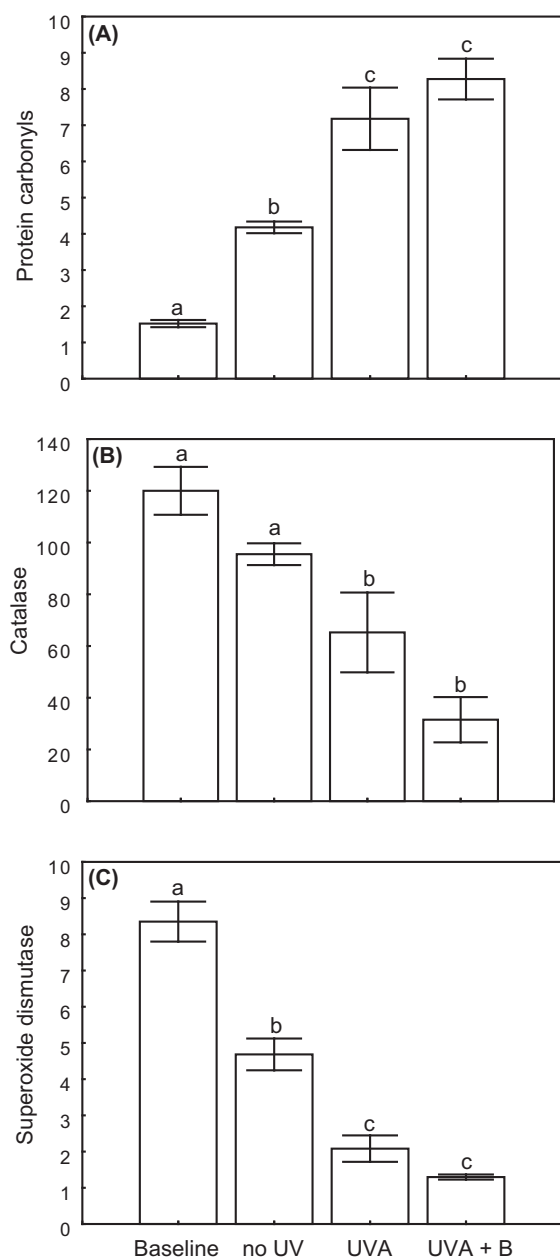 (A)
Protein carbonyls
10
9
8
7
6
5
4
3
2
1
0
a
b
c
c
(B)
Catalase
140
120
100
80
60
40
20
0
a
a
b
b
(C)
Superoxide dismutase
10
9
8
7
6
5
4
3
2
1
0
a
b
c
c
Baseline no UV UVA UVA + B